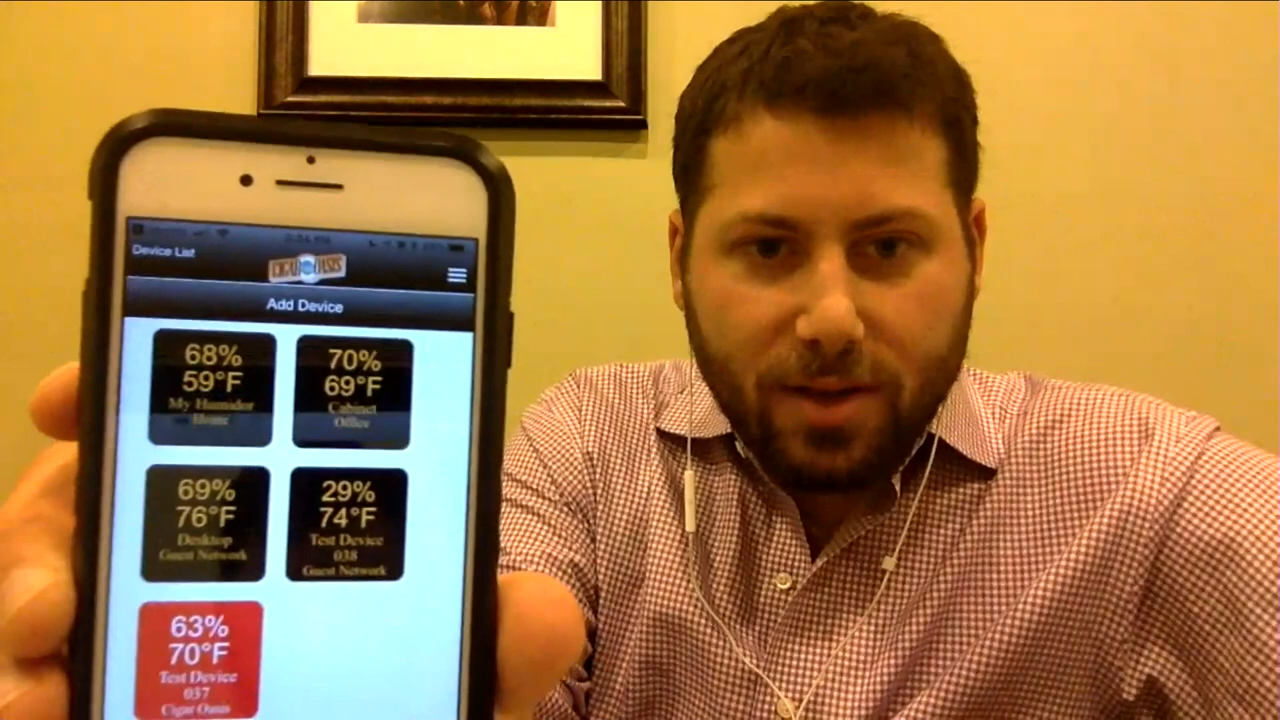 Device List
CIGAR OASIS
Add Device
68%
59°F
My Humidor
Home
70%
69°F
Cabinet
Office
69%
76°F
Desktop
Guest Network
29%
74°F
Test Device
038
Guest Network
63%
70°F
Test Device
037
Cigar Oasis